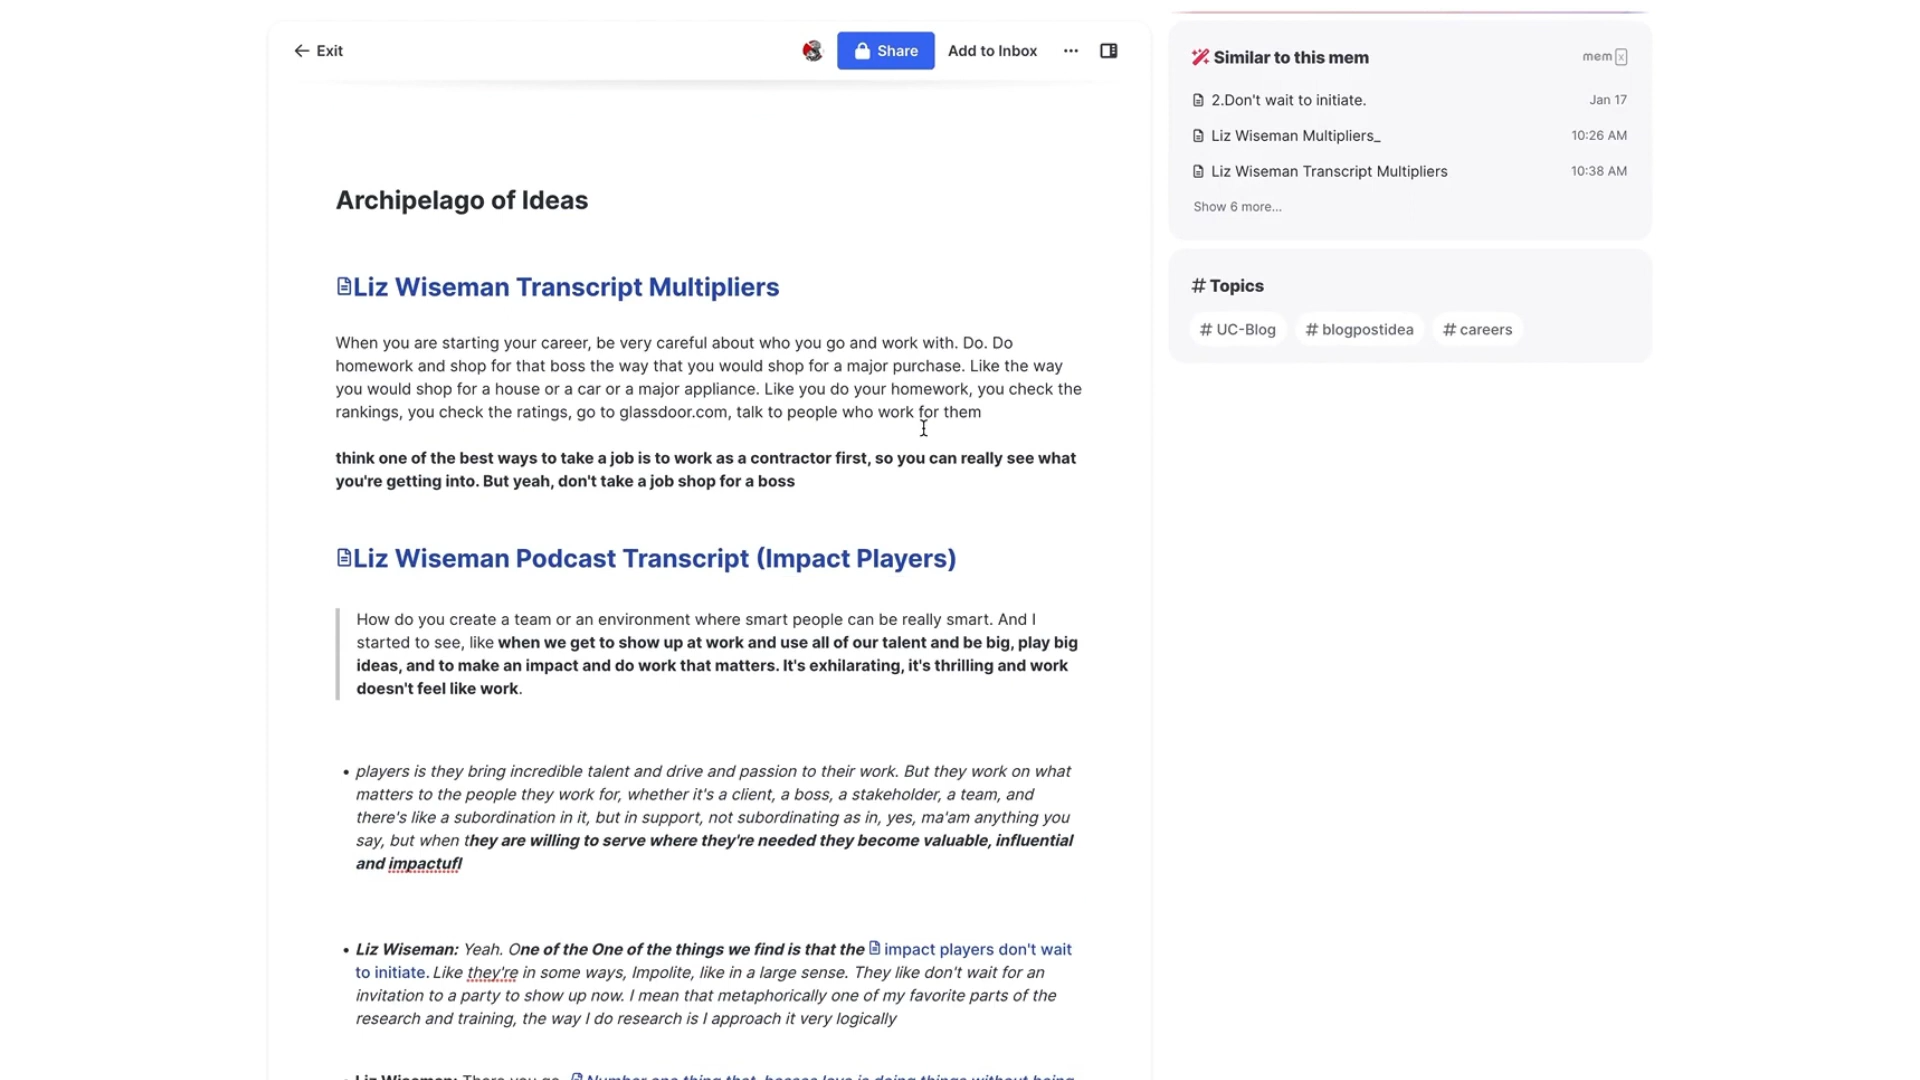 Exit
Share
Add to Inbox
Archipelago of Ideas
Liz Wiseman Transcript Multipliers
When you are starting your career, be very careful about who you go and work with. Do. Do
homework and shop for that boss the way that you would shop for a major purchase. Like the way
you would shop for a house or a car or a major appliance. Like you do your homework, you check the
rankings, you check the ratings, go to glassdoor.com, talk to people who work for them
think one of the best ways to take a job is to work as a contractor first, so you can really see what
you're getting into. But yeah, don't take a job shop for a boss
Liz Wiseman Podcast Transcript (Impact Players)
How do you create a team or an environment where smart people can be really smart. And I
started to see, like when we get to show up at work and use all of our talent and be big, play big
ideas, and to make an impact and do work that matters. It's exhilarating, it's thrilling and work
doesn't feel like work.
• players is they bring incredible talent and drive and passion to their work. But they work on what
matters to the people they work for, whether it's a client, a boss, a stakeholder, a team, and
there's like a subordination in it, but in support, not subordinating as in, yes, ma'am anything you
say, but when they are willing to serve where they're needed they become valuable, influential
and impactufl
• Liz Wiseman: Yeah. One of the One of the things we find is that the impact players don't wait
to initiate. Like they're in some ways, Impolite, like in a large sense. They like don't wait for an
invitation to a party to show up now. I mean that metaphorically one of my favorite parts of the
research and training, the way I do research is I approach it very logically
• Liz Wiseman: There you go. Number one thing that bosses love is doing things without being
Similar to this mem
mem x
2.Don't wait to initiate.
Jan 17
Liz Wiseman Multipliers_
10:26 AM
Liz Wiseman Transcript Multipliers
10:38 AM
Show 6 more...
# Topics
# UC-Blog # blogpostidea # careers